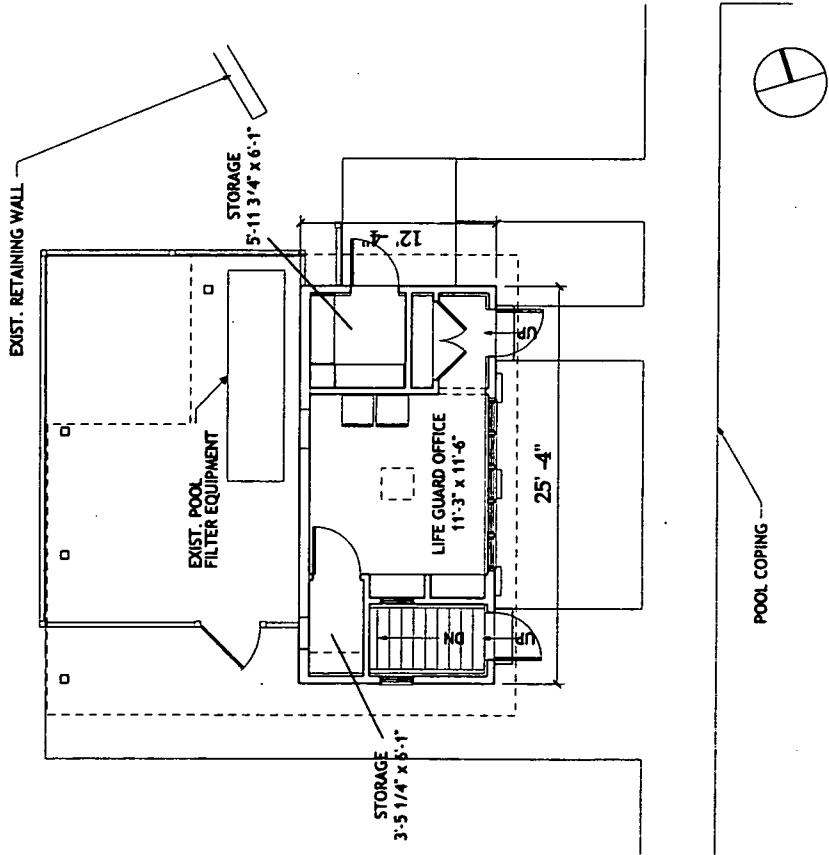 EXIST. RETAINING WALL
STORAGE
5'-11 3/4" x 6'-1"
12' -4"
EXIST. POOL
FILTER EQUIPMENT
LIFE GUARD OFFICE
11'-3" x 11'-6"
UP
25' -4"
DN
UP
STORAGE
3'-5 1/4" x 6'-1"
POOL COPING